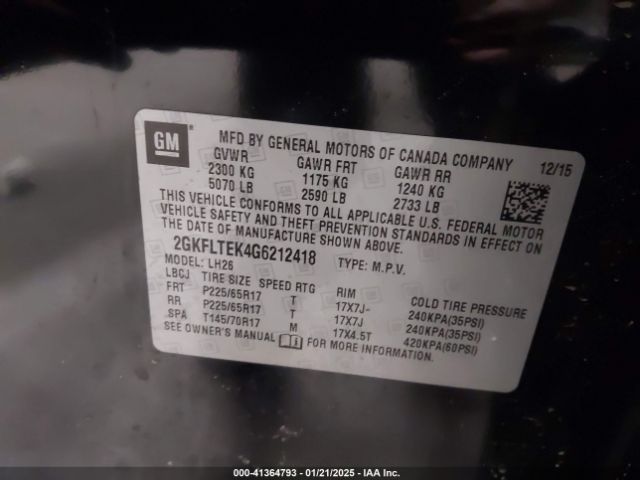 GM
MFD BY GENERAL MOTORS OF CANADA COMPANY
GVWR GAWR FRT GAWR RR 12/15
2300 KG 1175 KG 1240 KG
5070 LB 2590 LB 2733 LB
THIS VEHICLE CONFORMS TO ALL APPLICABLE U.S. FEDERAL MOTOR
VEHICLE SAFETY AND THEFT PREVENTION STANDARDS IN EFFECT ON
THE DATE OF MANUFACTURE SHOWN ABOVE.
2GKFLTEK4G6212418 TYPE: M.P.V.
MODEL: LH26
LBCJ TIRE SIZE SPEED RTG RIM COLD TIRE PRESSURE
FRT P225/65R17 T 17X7J- 240KPA(35PSI)
RR P225/65R17 T 17X7J 240KPA(35PSI)
SPA T145/70R17 M 17X4.5T 420KPA(60PSI)
SEE OWNER'S MANUAL FOR MORE INFORMATION.
000-41364793 - 01/21/2025 - IAA Inc.